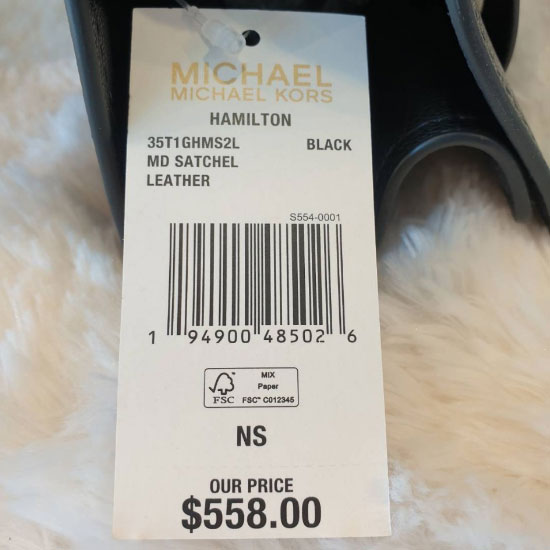 MICHAEL
MICHAEL KORS
HAMILTON
35T1GHMS2L BLACK
MD SATCHEL
LEATHER
S554-0001
1 94900 48502 6
MIX
Paper
FSC FSC™ C012345
NS
OUR PRICE
$558.00